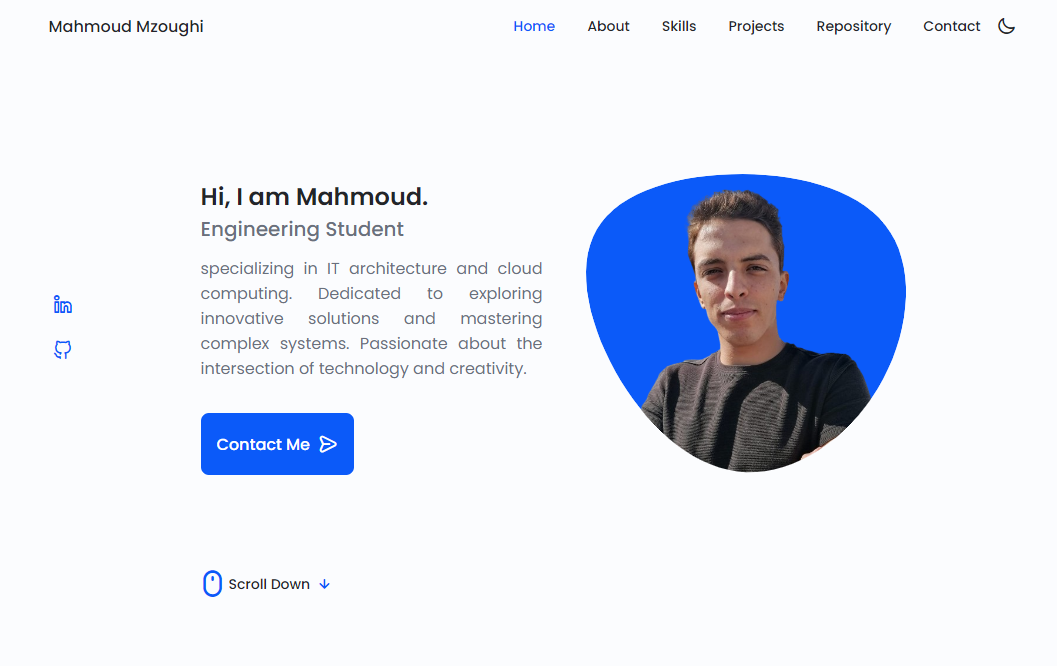 Mahmoud Mzoughi
Home About Skills Projects Repository Contact
Hi, I am Mahmoud.
Engineering Student
specializing in IT architecture and cloud
computing. Dedicated to exploring
innovative solutions and mastering
complex systems. Passionate about the
intersection of technology and creativity.
Contact Me
Scroll Down